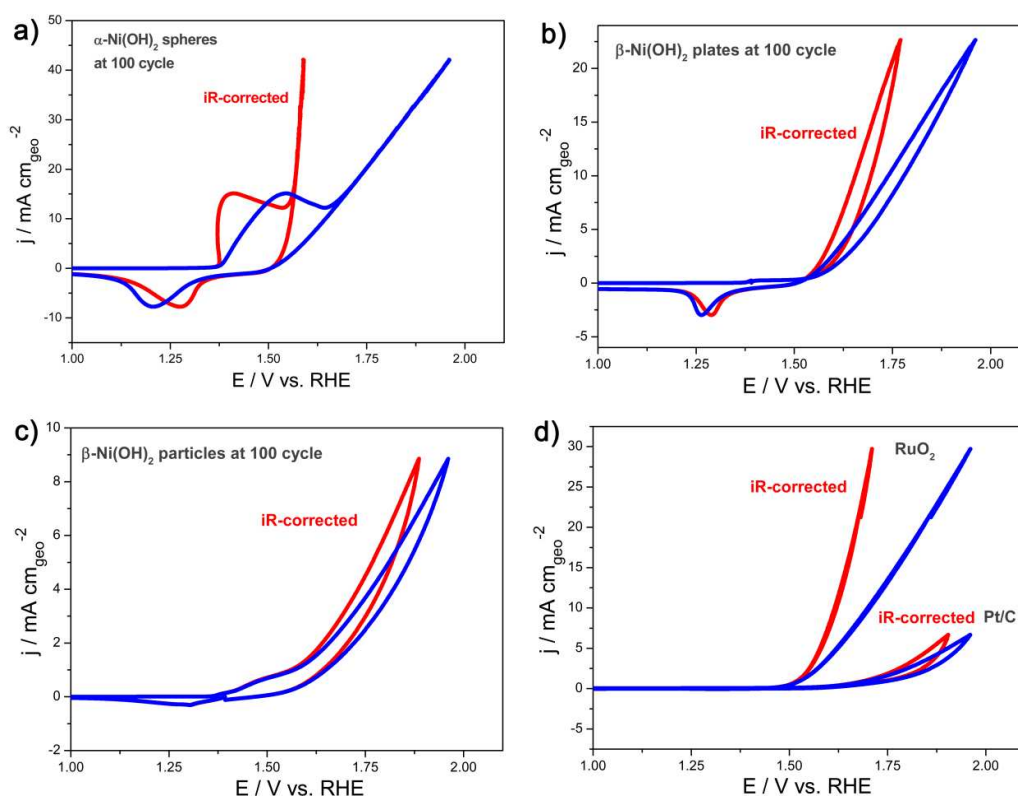 a)
α-Ni(OH)₂ spheres
at 100 cycle
iR-corrected
j / mA cm_geo⁻²
50
40
30
20
10
0
-10
1.00
1.25
1.50
1.75
2.00
E / V vs. RHE
b)
β-Ni(OH)₂ plates at 100 cycle
iR-corrected
j / mA cm_geo⁻²
20
15
10
5
0
-5
1.00
1.25
1.50
1.75
2.00
E / V vs. RHE
c)
β-Ni(OH)₂ particles at 100 cycle
iR-corrected
j / mA cm_geo⁻²
10
8
6
4
2
0
-2
1.00
1.25
1.50
1.75
2.00
E / V vs. RHE
d)
RuO₂
iR-corrected
iR-corrected
Pt/C
j / mA cm_geo⁻²
30
25
20
15
10
5
0
-5
1.00
1.25
1.50
1.75
2.00
E / V vs. RHE